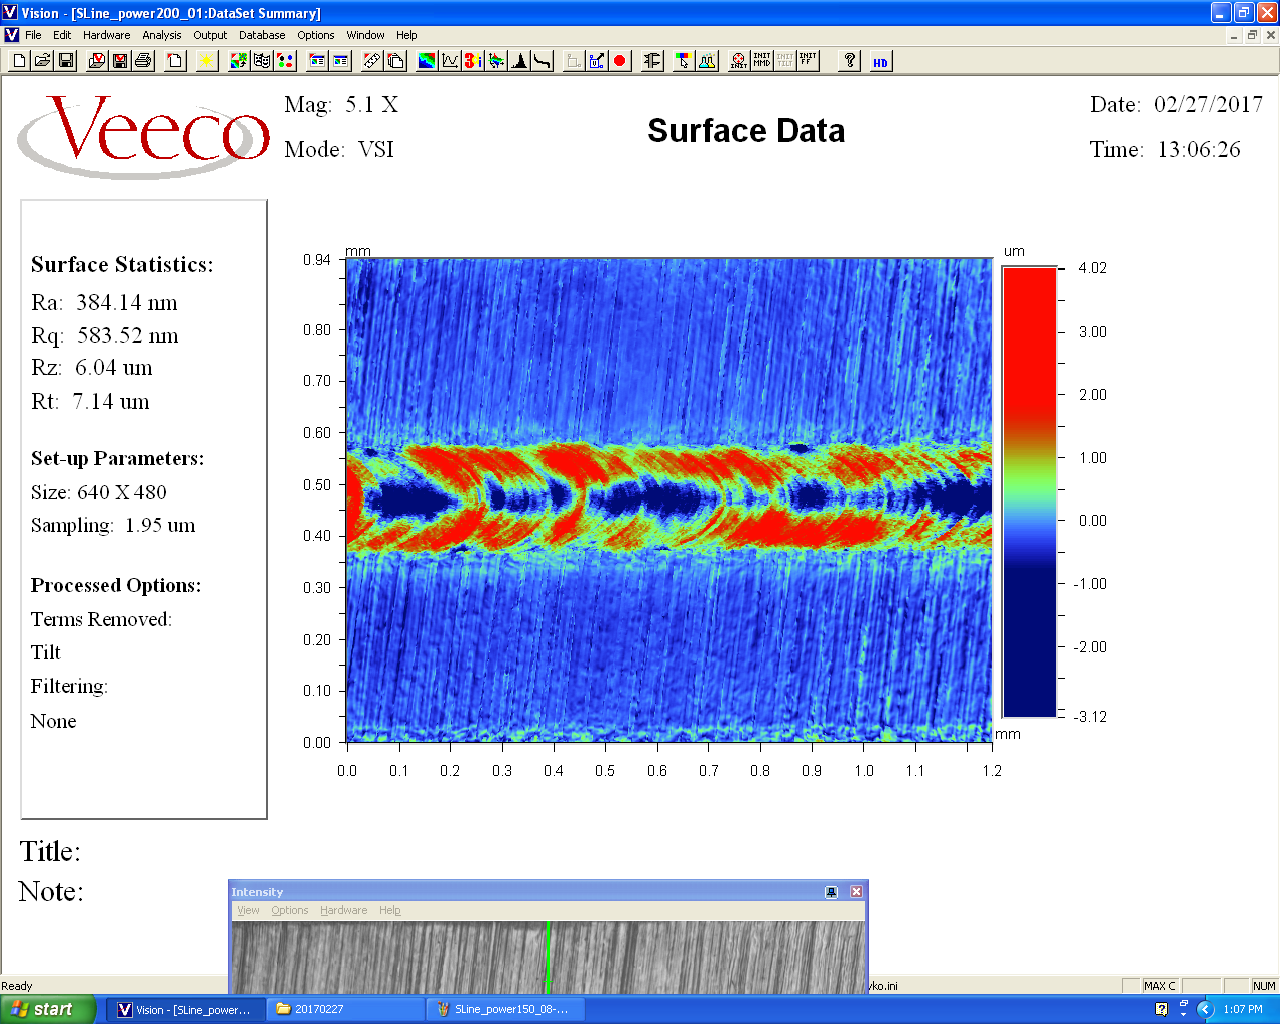 Vision - [SLine_power200_01:DataSet Summary]
File Edit Hardware Analysis Output Database Options Window Help
INIT INIT MMD INIT TILT INIT FF ? HD
Veeco
Mag: 5.1 X
Mode: VSI
Surface Data
Date: 02/27/2017
Time: 13:06:26
Surface Statistics:
Ra: 384.14 nm
Rq: 583.52 nm
Rz: 6.04 um
Rt: 7.14 um
Set-up Parameters:
Size: 640 X 480
Sampling: 1.95 um
Processed Options:
Terms Removed:
Tilt
Filtering:
None
mm
0.94
0.80
0.70
0.60
0.50
0.40
0.30
0.20
0.10
0.00
0.0 0.1 0.2 0.3 0.4 0.5 0.6 0.7 0.8 0.9 1.0 1.1 1.2
mm
um
4.02
3.00
2.00
1.00
0.00
-1.00
-2.00
-3.12
Title:
Note:
Intensity
View Options Hardware Help
Ready
yko.ini
MAX C
NUM
start
Vision - [SLine_power...
20170227
SLine_power150_08-...
1:07 PM